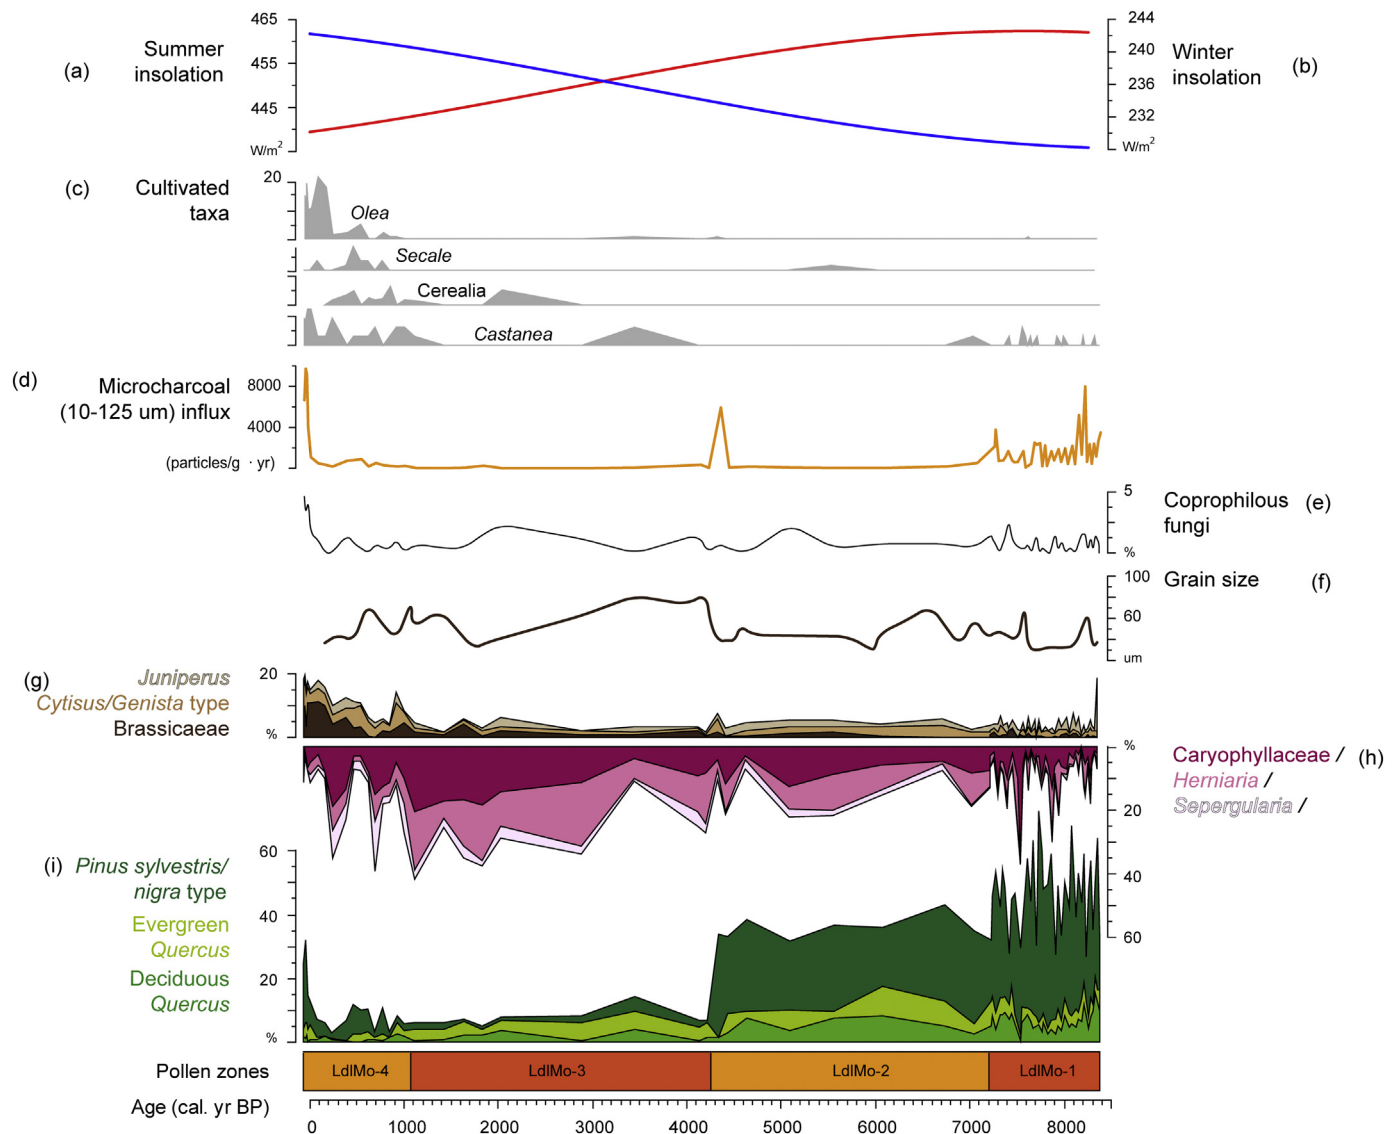 465
455
445
W/m2
(a)
Summer
insolation
244
240
236
232
W/m2
Winter
insolation
(b)
(c)
Cultivated
taxa
20
Olea
Secale
Cerealia
Castanea
(d)
Microcharcoal
(10-125 um) influx
(particles/g · yr)
8000
4000
5
%
Coprophilous
fungi
(e)
100
60
um
Grain size
(f)
(g)
Juniperus
Cytisus/Genista type
Brassicaeae
20
%
%
20
40
60
Caryophyllaceae /
Herniaria /
Sepergularia /
(h)
(i)
Pinus sylvestris/
nigra type
Evergreen
Quercus
Deciduous
Quercus
60
40
20
%
Pollen zones
LdlMo-4
LdlMo-3
LdlMo-2
LdlMo-1
Age (cal. yr BP)
0
1000
2000
3000
4000
5000
6000
7000
8000